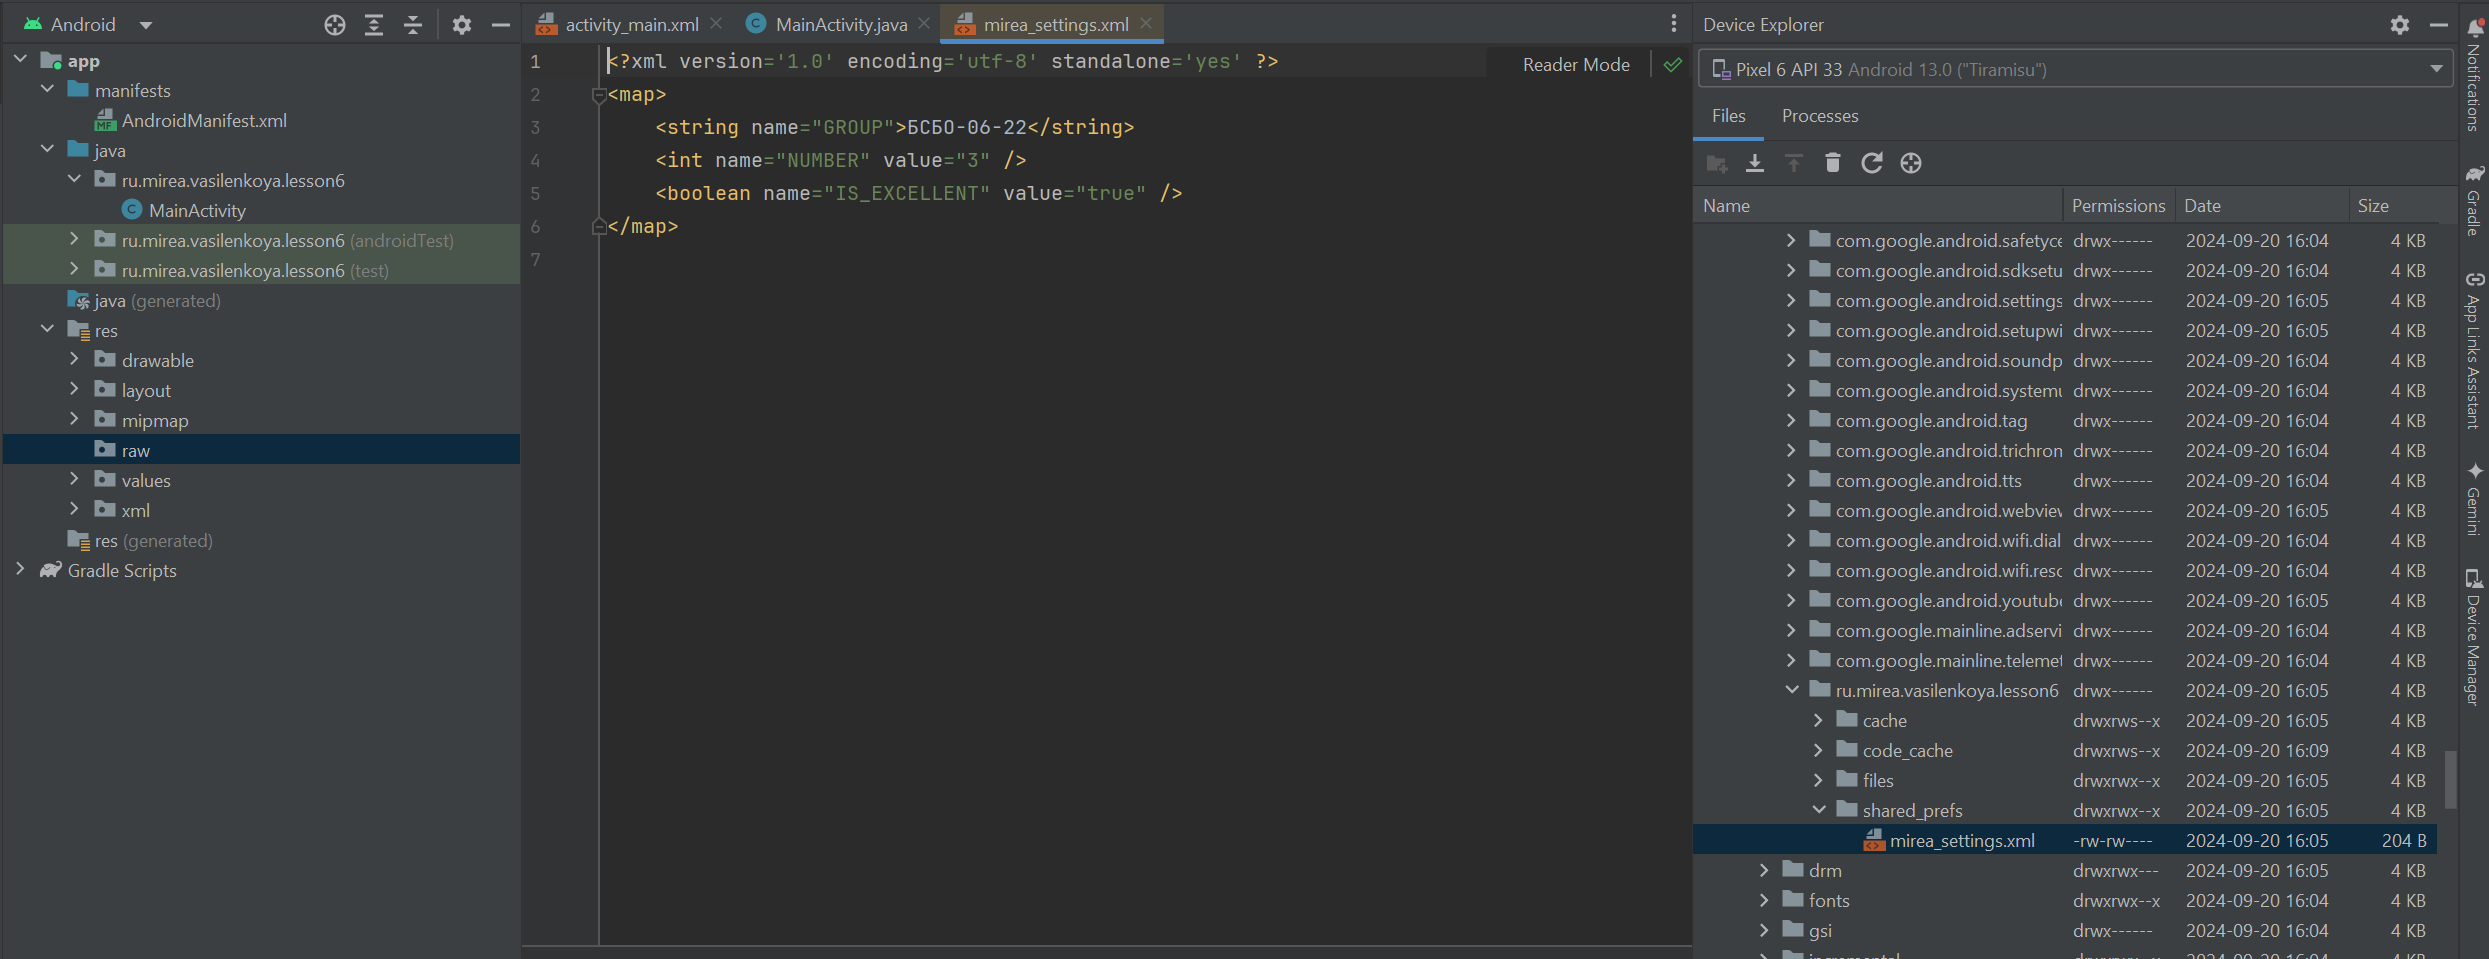 Android
app
manifests
AndroidManifest.xml
java
ru.mirea.vasilenkoya.lesson6
MainActivity
ru.mirea.vasilenkoya.lesson6 (androidTest)
ru.mirea.vasilenkoya.lesson6 (test)
java (generated)
res
drawable
layout
mipmap
raw
values
xml
res (generated)
Gradle Scripts
activity_main.xml
MainActivity.java
mirea_settings.xml
Reader Mode
1 <?xml version='1.0' encoding='utf-8' standalone='yes' ?>
2 <map>
3 <string name="GROUP">БСБО-06-22</string>
4 <int name="NUMBER" value="3" />
5 <boolean name="IS_EXCELLENT" value="true" />
6 </map>
7
Device Explorer
Pixel 6 API 33 Android 13.0 ("Tiramisu")
Files Processes
Name Permissions Date Size
com.google.android.safetyce drwx------ 2024-09-20 16:04 4 KB
com.google.android.sdksetu drwx------ 2024-09-20 16:04 4 KB
com.google.android.settings drwx------ 2024-09-20 16:05 4 KB
com.google.android.setupwi drwx------ 2024-09-20 16:05 4 KB
com.google.android.soundp drwx------ 2024-09-20 16:04 4 KB
com.google.android.systemu drwx------ 2024-09-20 16:04 4 KB
com.google.android.tag drwx------ 2024-09-20 16:04 4 KB
com.google.android.trichrom drwx------ 2024-09-20 16:04 4 KB
com.google.android.tts drwx------ 2024-09-20 16:05 4 KB
com.google.android.webview drwx------ 2024-09-20 16:05 4 KB
com.google.android.wifi.dial drwx------ 2024-09-20 16:04 4 KB
com.google.android.wifi.resc drwx------ 2024-09-20 16:04 4 KB
com.google.android.youtube drwx------ 2024-09-20 16:05 4 KB
com.google.mainline.adservi drwx------ 2024-09-20 16:04 4 KB
com.google.mainline.telemet drwx------ 2024-09-20 16:04 4 KB
ru.mirea.vasilenkoya.lesson6 drwx------ 2024-09-20 16:05 4 KB
cache drwxrws--x 2024-09-20 16:05 4 KB
code_cache drwxrws--x 2024-09-20 16:09 4 KB
files drwxrwx--x 2024-09-20 16:05 4 KB
shared_prefs drwxrwx--x 2024-09-20 16:05 4 KB
mirea_settings.xml -rw-rw---- 2024-09-20 16:05 204 B
drm drwxrwx--- 2024-09-20 16:05 4 KB
fonts drwxrwx--x 2024-09-20 16:04 4 KB
gsi drwx------ 2024-09-20 16:04 4 KB
Notifications
Gradle
App Links Assistant
Gemini
Device Manager